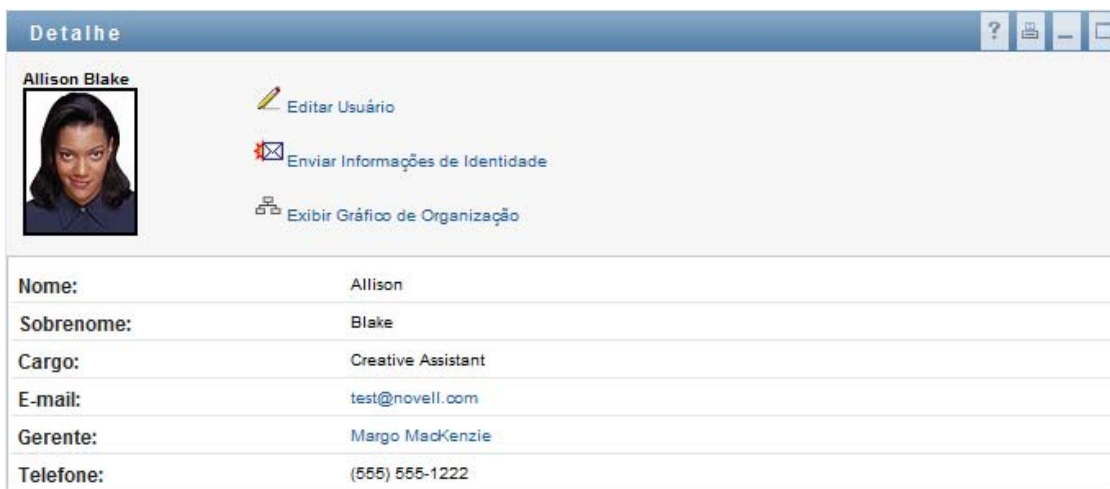 Detalhe
?
Allison Blake
Editar Usuário
Enviar Informações de Identidade
Exibir Gráfico de Organização
Nome: Allison
Sobrenome: Blake
Cargo: Creative Assistant
E-mail: test@novell.com
Gerente: Margo MacKenzie
Telefone: (555) 555-1222